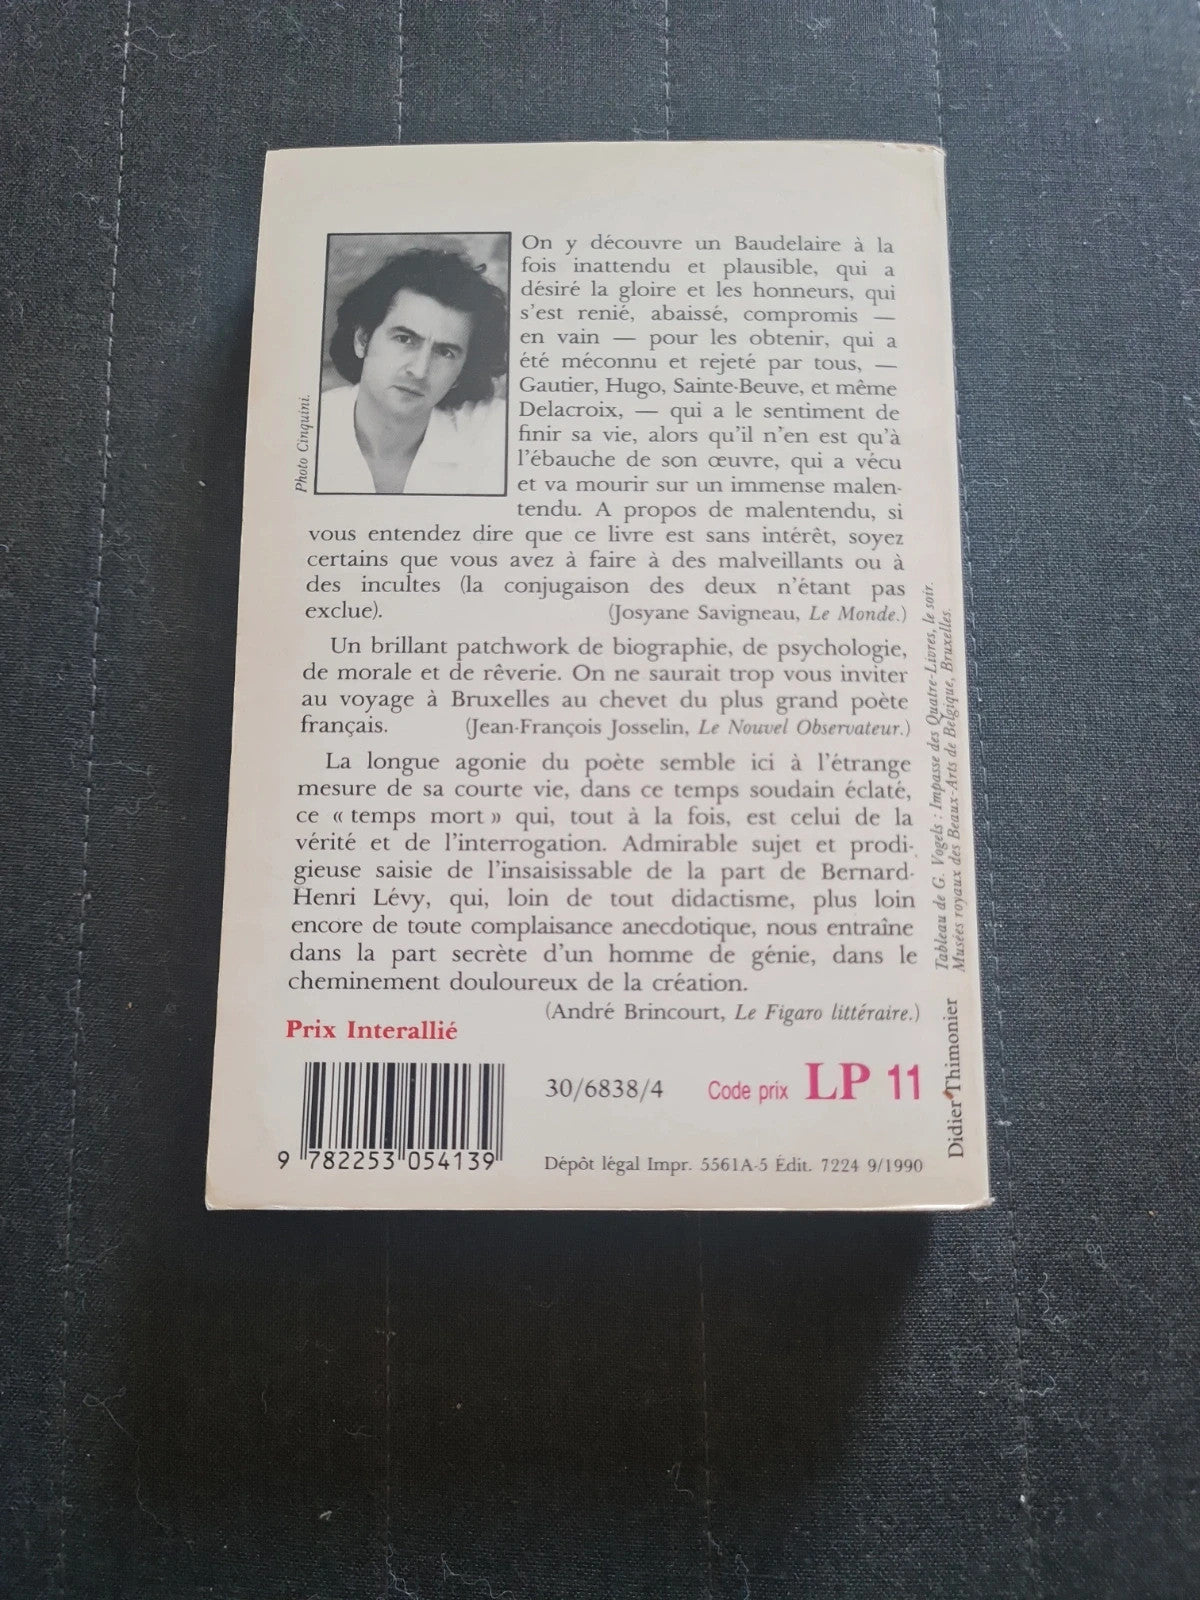 On y découvre un Baudelaire à la
fois inattendu et plausible, qui a
désiré la gloire et les honneurs, qui
s'est renié, abaissé, compromis —
en vain — pour les obtenir, qui a
été méconnu et rejeté par tous, —
Gautier, Hugo, Sainte-Beuve, et même
Delacroix, — qui a le sentiment de
finir sa vie, alors qu'il n'en est qu'à
l'ébauche de son œuvre, qui a vécu
et va mourir sur un immense malen-
tendu. A propos de malentendu, si
vous entendez dire que ce livre est sans intérêt, soyez
certains que vous avez à faire à des malveillants ou à
des incultes (la conjugaison des deux n'étant pas
exclue). (Josyane Savigneau, Le Monde.)
Photo Cinquini.
Un brillant patchwork de biographie, de psychologie,
de morale et de rêverie. On ne saurait trop vous inviter
au voyage à Bruxelles au chevet du plus grand poète
français. (Jean-François Josselin, Le Nouvel Observateur.)
La longue agonie du poète semble ici à l'étrange
mesure de sa courte vie, dans ce temps soudain éclaté,
ce « temps mort » qui, tout à la fois, est celui de la
vérité et de l'interrogation. Admirable sujet et prodi-
gieuse saisie de l'insaisissable de la part de Bernard-
Henri Lévy, qui, loin de tout didactisme, plus loin
encore de toute complaisance anecdotique, nous entraîne
dans la part secrète d'un homme de génie, dans le
cheminement douloureux de la création.
(André Brincourt, Le Figaro littéraire.)
Prix Interallié
30/6838/4 Code prix LP 11
9 782253 054139
Dépôt légal Impr. 5561A-5 Édit. 7224 9/1990
Didier Thimonier
Tableau de G. Vogels : Impasse des Quatre-Livres, le soir.
Musées royaux des Beaux-Arts de Belgique, Bruxelles.